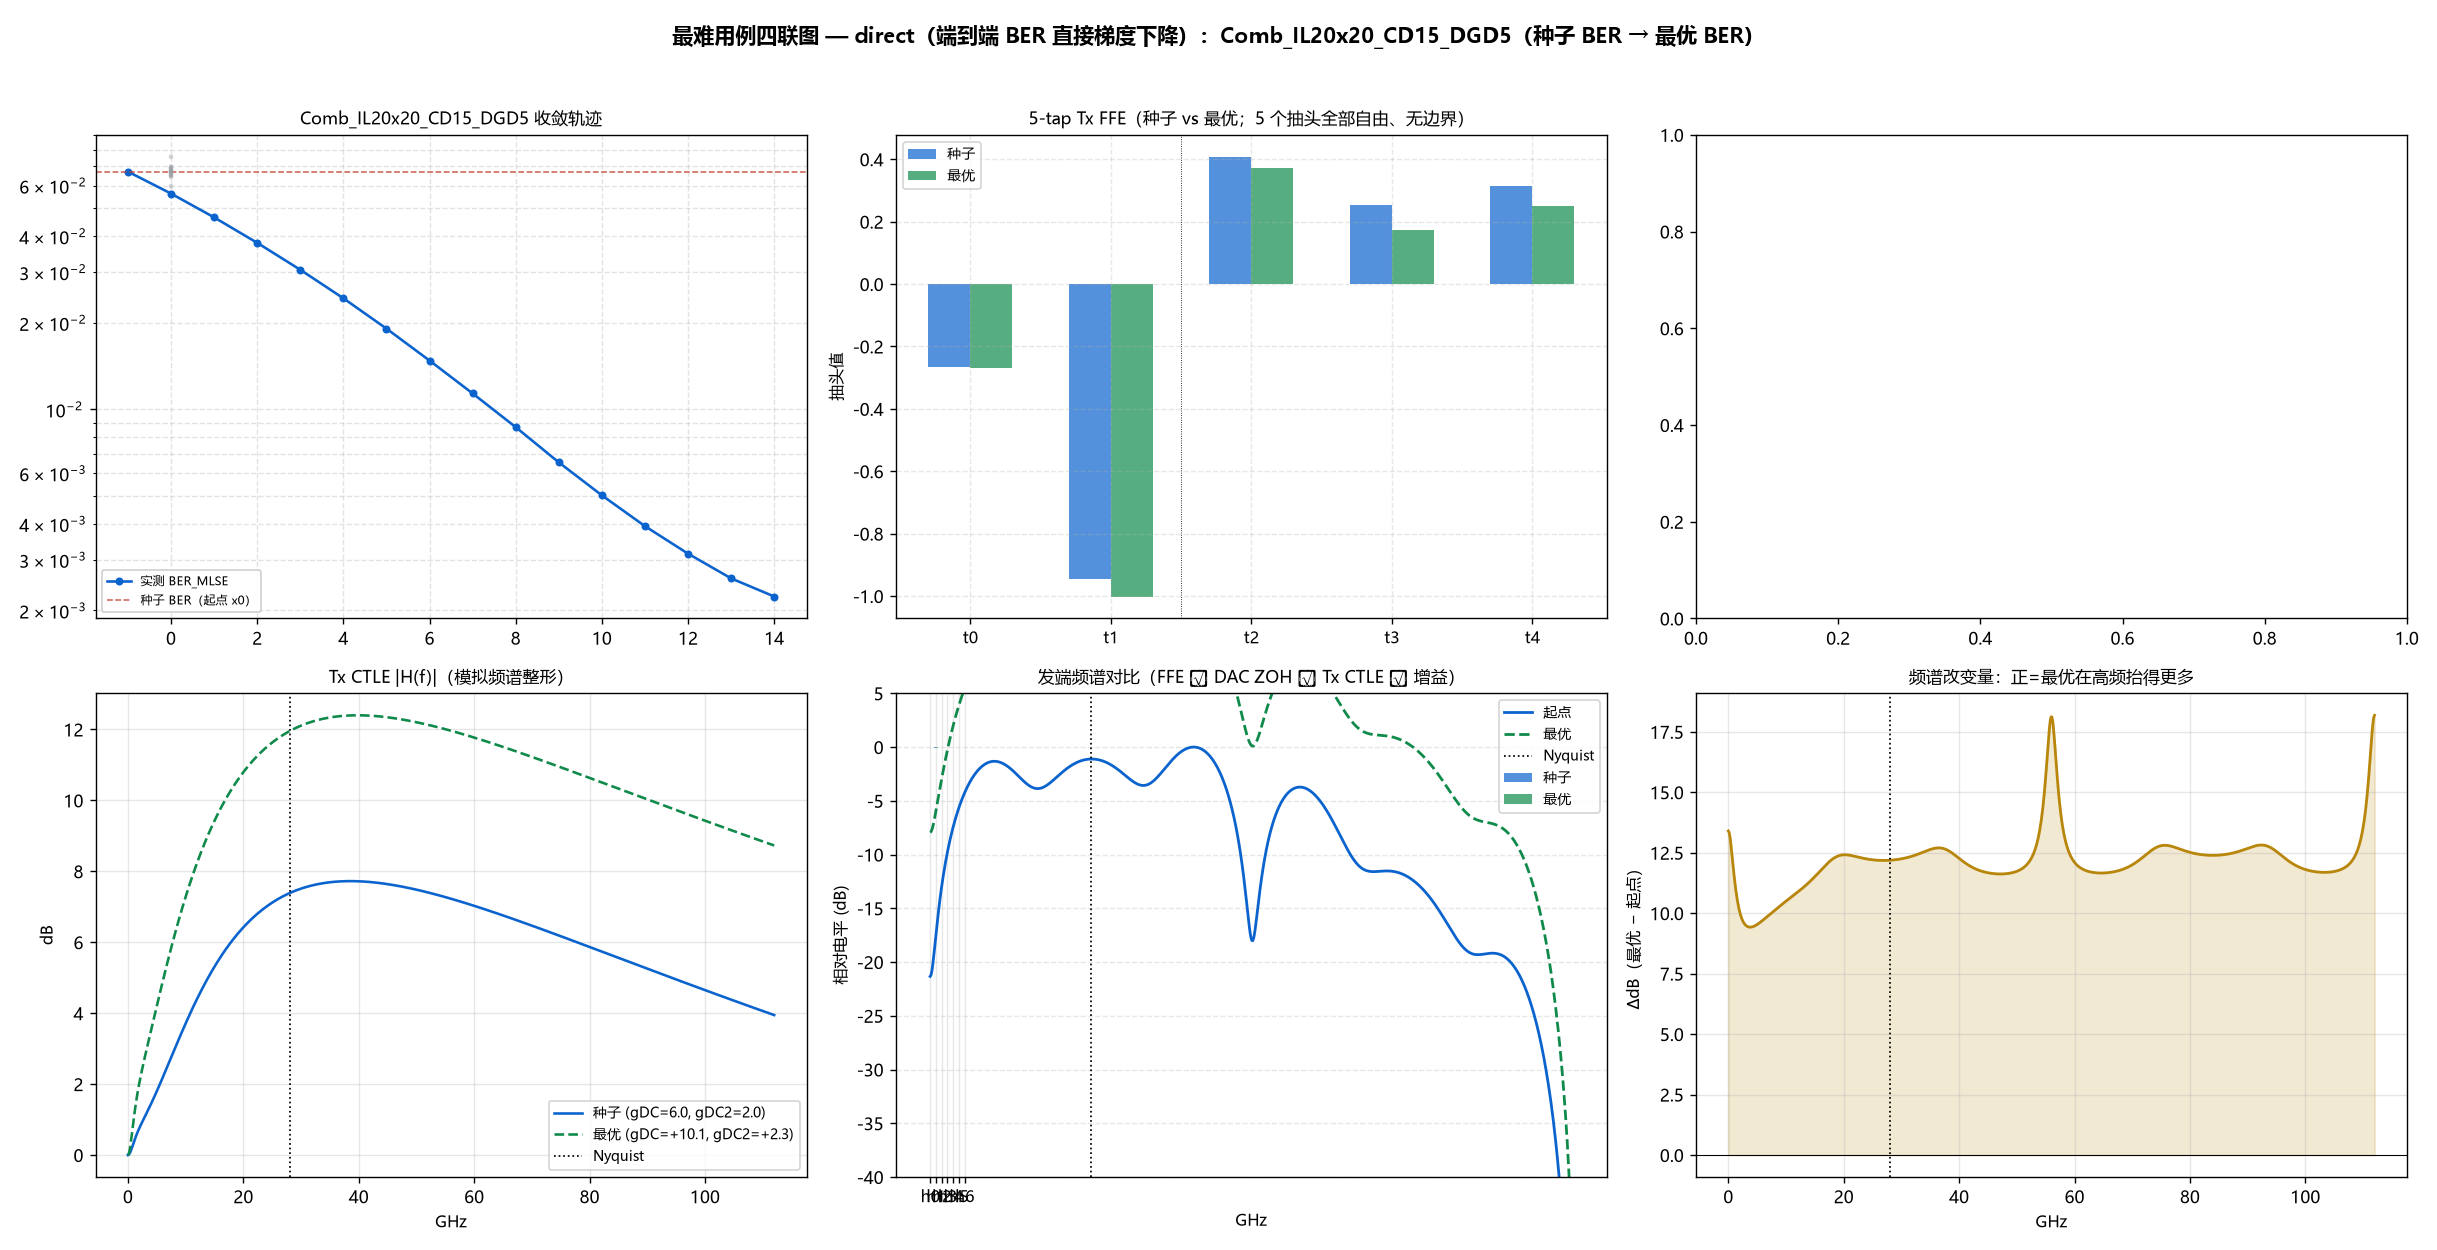 最难用例四联图 — direct（端到端 BER 直接梯度下降）：Comb_IL20x20_CD15_DGD5（种子 BER → 最优 BER）
Comb_IL20x20_CD15_DGD5 收敛轨迹
6 × 10⁻²
4 × 10⁻²
3 × 10⁻²
2 × 10⁻²
10⁻²
6 × 10⁻³
4 × 10⁻³
3 × 10⁻³
2 × 10⁻³
实测 BER_MLSE
种子 BER（起点 x0）
0 2 4 6 8 10 12 14
5-tap Tx FFE（种子 vs 最优；5 个抽头全部自由、无边界）
种子
最优
抽头值
0.4
0.2
0.0
-0.2
-0.4
-0.6
-0.8
-1.0
t0 t1 t2 t3 t4
1.0
0.8
0.6
0.4
0.2
0.0
0.0 0.2 0.4 0.6 0.8 1.0
Tx CTLE |H(f)|（模拟频谱整形）
dB
12
10
8
6
4
2
0
种子 (gDC=6.0, gDC2=2.0)
最优 (gDC=+10.1, gDC2=+2.3)
Nyquist
0 20 40 60 80 100
GHz
发端频谱对比（FFE DAC ZOH Tx CTLE 增益）
相对电平 (dB)
5
0
-5
-10
-15
-20
-25
-30
-35
-40
起点
最优
Nyquist
种子
最优
GHz
频谱改变量：正=最优在高频抬得更多
ΔdB（最优 − 起点）
17.5
15.0
12.5
10.0
7.5
5.0
2.5
0.0
0 20 40 60 80 100
GHz